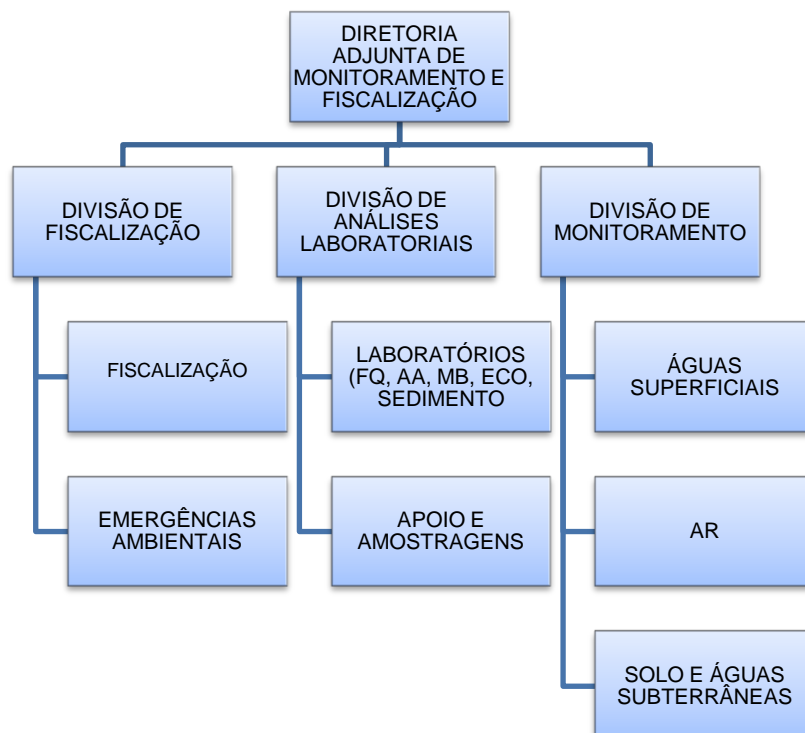 DIRETORIA
ADJUNTA DE
MONITORAMENTO E
FISCALIZAÇÃO
DIVISÃO DE
FISCALIZAÇÃO
DIVISÃO DE
ANÁLISES
LABORATORIAIS
DIVISÃO DE
MONITORAMENTO
FISCALIZAÇÃO
LABORATÓRIOS
(FQ, AA, MB, ECO,
SEDIMENTO
ÁGUAS
SUPERFICIAIS
EMERGÊNCIAS
AMBIENTAIS
APOIO E
AMOSTRAGENS
AR
SOLO E ÁGUAS
SUBTERRÂNEAS